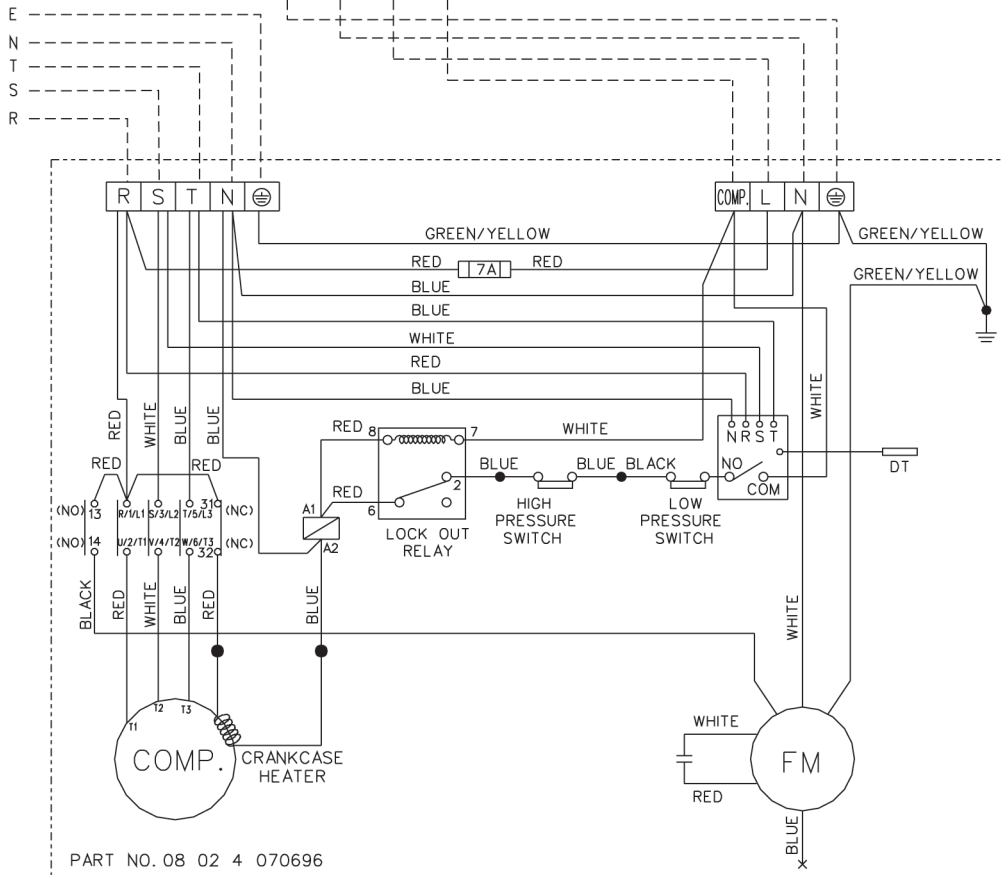 E
N
T
S
R
R S T N
COMP. L N
GREEN/YELLOW
GREEN/YELLOW
RED 7A RED
GREEN/YELLOW
BLUE
BLUE
WHITE
RED
BLUE
RED
WHITE
BLUE
BLUE
WHITE
RED 8 7 WHITE
N R S T
RED RED
NO
COM
DT
BLUE BLUE BLACK
RED
2
6
(NO) 13 R/1/L1 S/3/L2 T/5/L3 31 (NC)
A1
HIGH
PRESSURE
SWITCH
LOW
PRESSURE
SWITCH
LOCK OUT
RELAY
(NO) 14 U/2/T1 V/4/T2 W/6/T3 32 (NC)
A2
BLACK
RED
WHITE
BLUE
RED
BLUE
WHITE
T1
T2
T3
COMP.
CRANKCASE
HEATER
WHITE
FM
RED
BLUE
PART NO. 08 02 4 070696